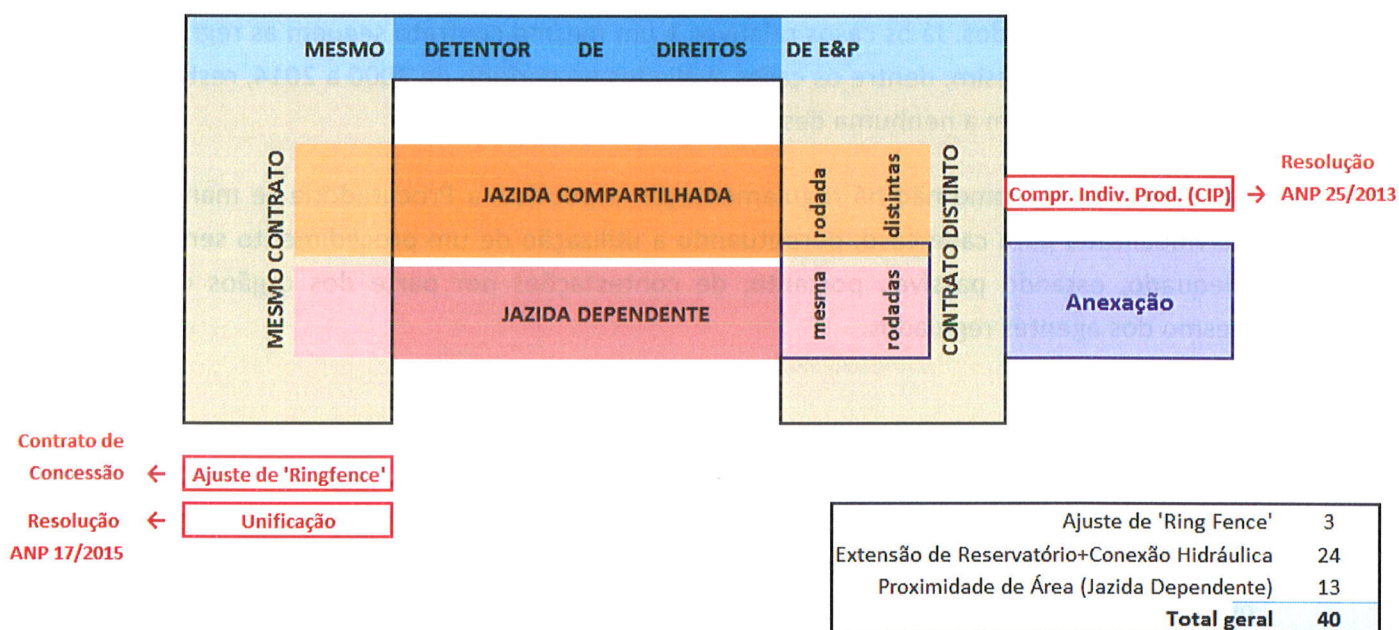 MESMO DETENTOR DE DIREITOS DE E&P
MESMO CONTRATO
JAZIDA COMPARTILHADA
mesma
rodada
distintas
rodadas
JAZIDA DEPENDENTE
CONTRATO DISTINTO
Compr. Indiv. Prod. (CIP) →
Resolução
ANP 25/2013
Anexação
Contrato de
Concessão ← Ajuste de 'Ringfence'
Resolução ← Unificação
ANP 17/2015
Ajuste de 'Ring Fence' 3
Extensão de Reservatório+Conexão Hidráulica 24
Proximidade de Área (Jazida Dependente) 13
Total geral 40